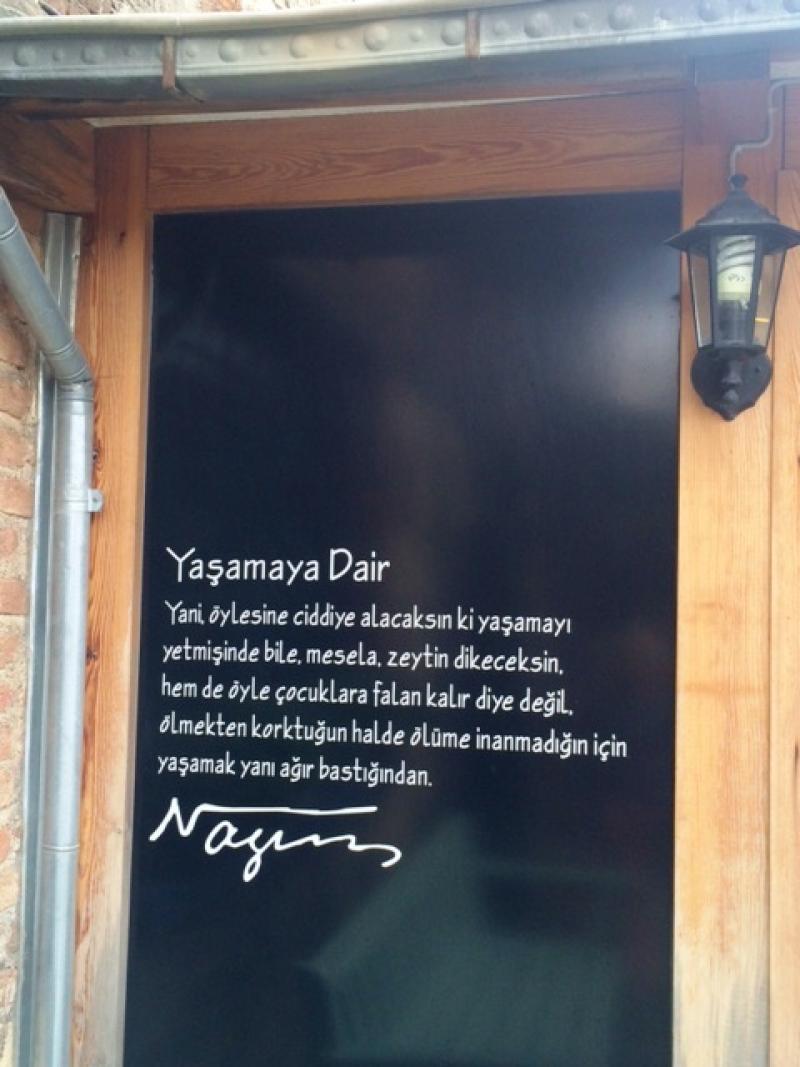 Yaşamaya Dair
Yani, öylesine ciddiye alacaksın ki yaşamayı
yetmişinde bile, mesela, zeytin dikeceksin,
hem de öyle çocuklara falan kalır diye değil,
ölmekten korktuğun halde ölüme inanmadığın için
yaşamak yanı ağır bastığından.
Nazım